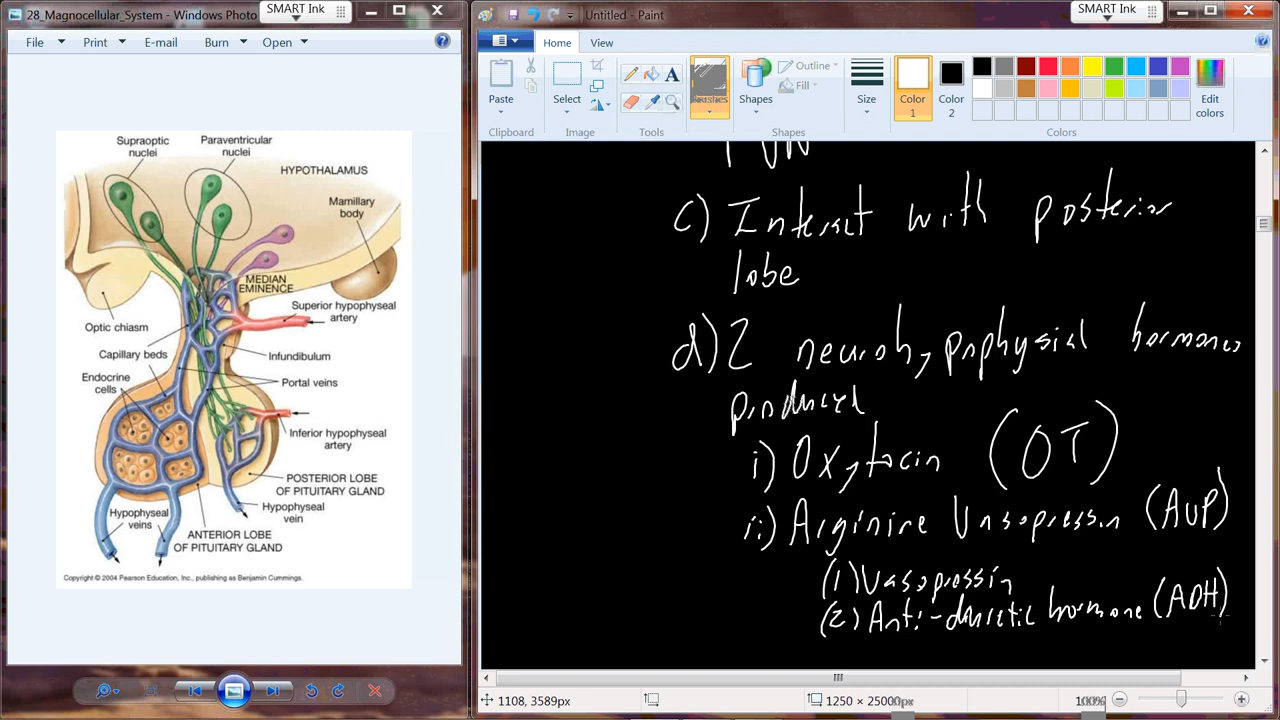 28_Magnocellular_System - Windows Photo
SMART Ink
File
Print
E-mail
Burn
Open
Supraoptic
nuclei
Paraventricular
nuclei
HYPOTHALAMUS
Mamillary
body
MEDIAN
EMINENCE
Superior hypophyseal
artery
Optic chiasm
Capillary beds
Infundibulum
Endocrine
cells
Portal veins
Inferior hypophyseal
artery
POSTERIOR LOBE
OF PITUITARY GLAND
Hypophyseal
vein
Hypophyseal
veins
ANTERIOR LOBE
OF PITUITARY GLAND
Copyright © 2004 Pearson Education, Inc., publishing as Benjamin Cummings.
Untitled - Paint
SMART Ink
Home
View
Paste
Select
A
Brushes
Shapes
Outline
Fill
Size
Color
1
Color
2
Edit
colors
Clipboard
Image
Tools
Shapes
Colors
PVN
c) Interact with posterior
lobe
d) 2 neurohypophysial hormones
produced
i) Oxytocin (OT)
ii) Arginine Vasopressin (AVP)
(1) Vasopressin
(2) Anti-diuretic hormone (ADH)
1108, 3589px
1250 × 25000px
100%